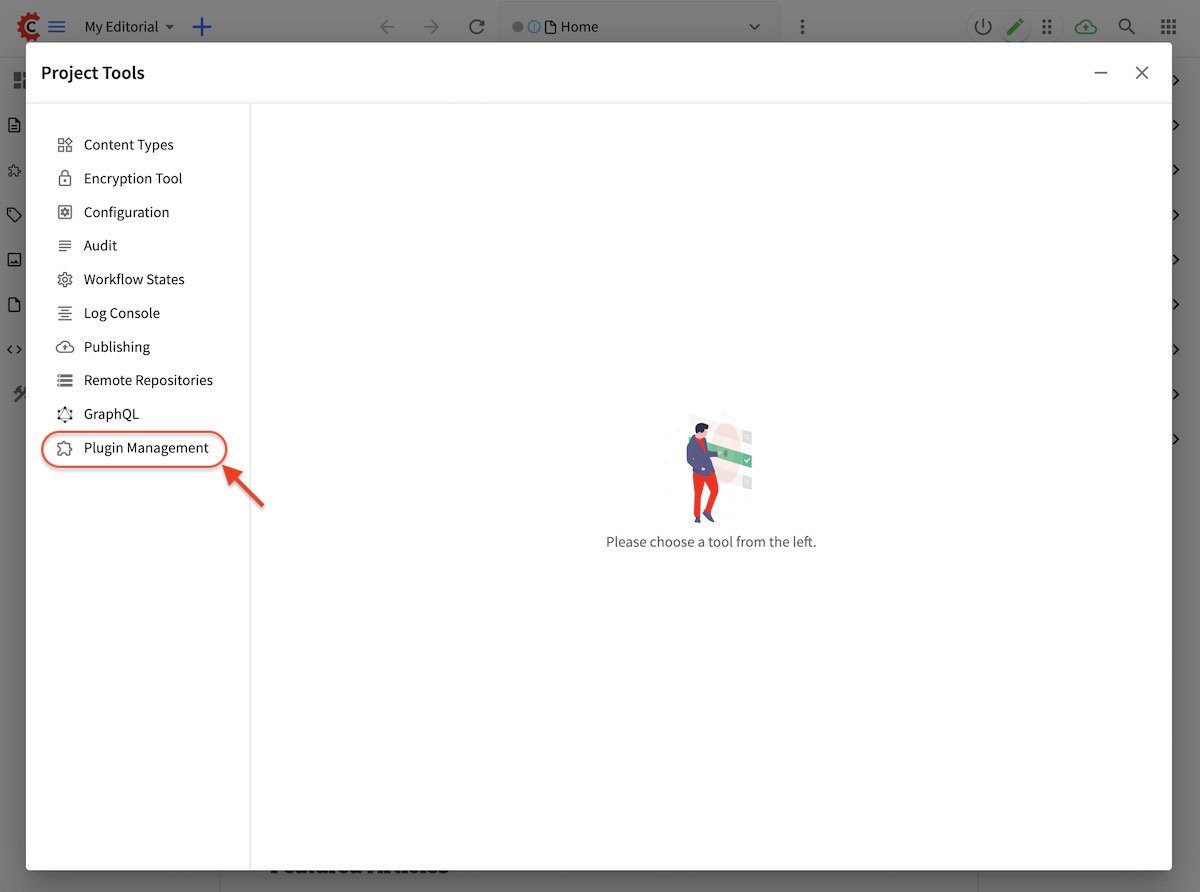 My Editorial
Home
Project Tools
Content Types
Encryption Tool
Configuration
Audit
Workflow States
Log Console
Publishing
Remote Repositories
GraphQL
Plugin Management
Please choose a tool from the left.
Featured Articles